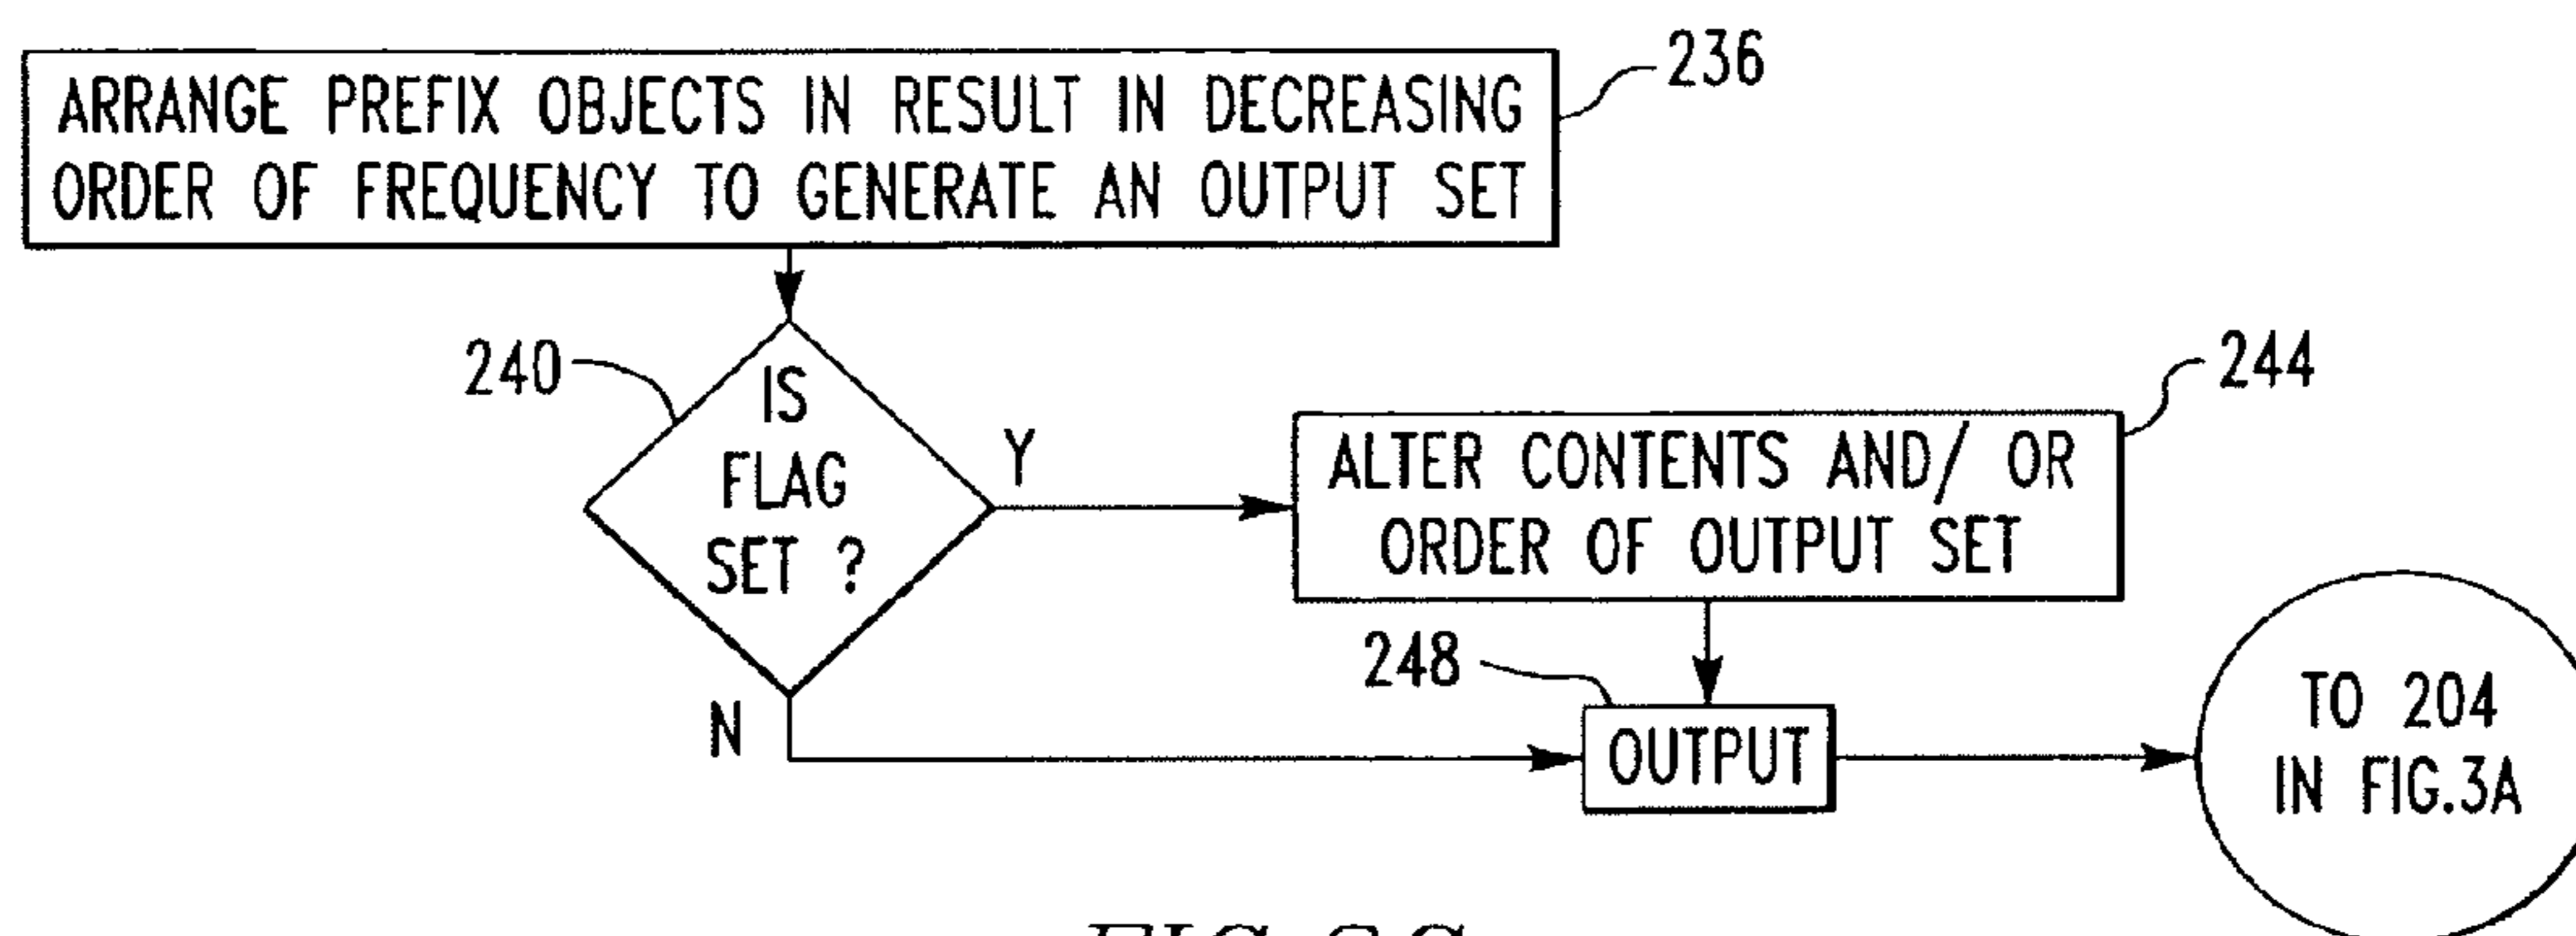 236
ARRANGE PREFIX OBJECTS IN RESULT IN DECREASING
ORDER OF FREQUENCY TO GENERATE AN OUTPUT SET
240
IS
FLAG
SET ?
Y
N
244
ALTER CONTENTS AND/ OR
ORDER OF OUTPUT SET
248
OUTPUT
TO 204
IN FIG.3A